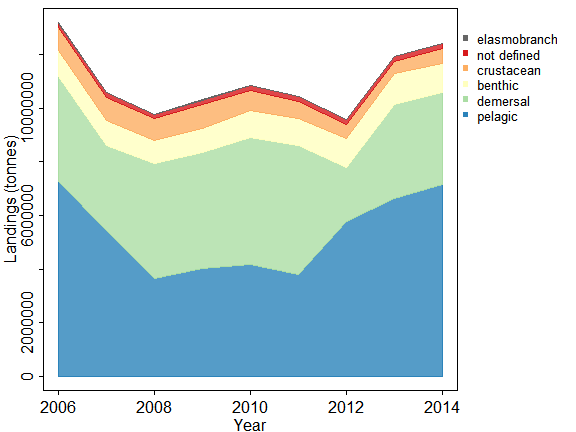 elasmobranch
not defined
crustacean
benthic
demersal
pelagic
Landings (tonnes)
10000000
6000000
2000000
0
2006 2008 2010 2012 2014
Year